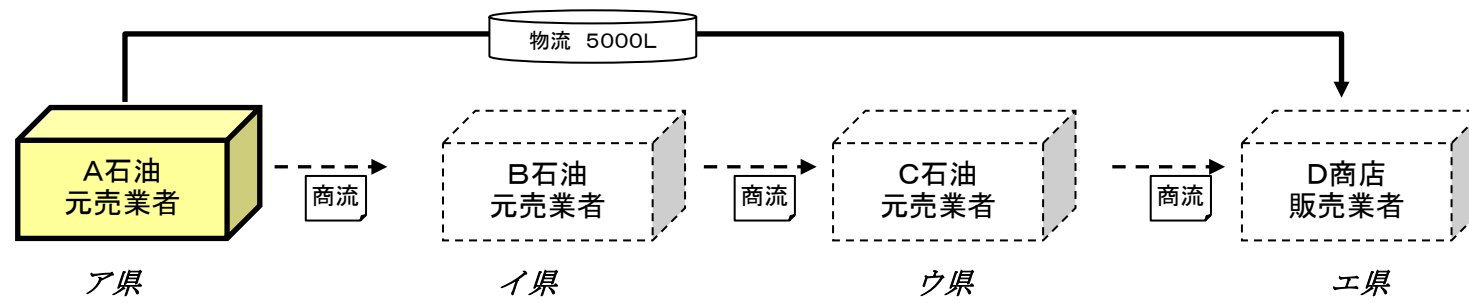 物流 5000L
A石油
元売業者
商流
B石油
元売業者
商流
C石油
元売業者
商流
D商店
販売業者
ア県
イ県
ウ県
エ県